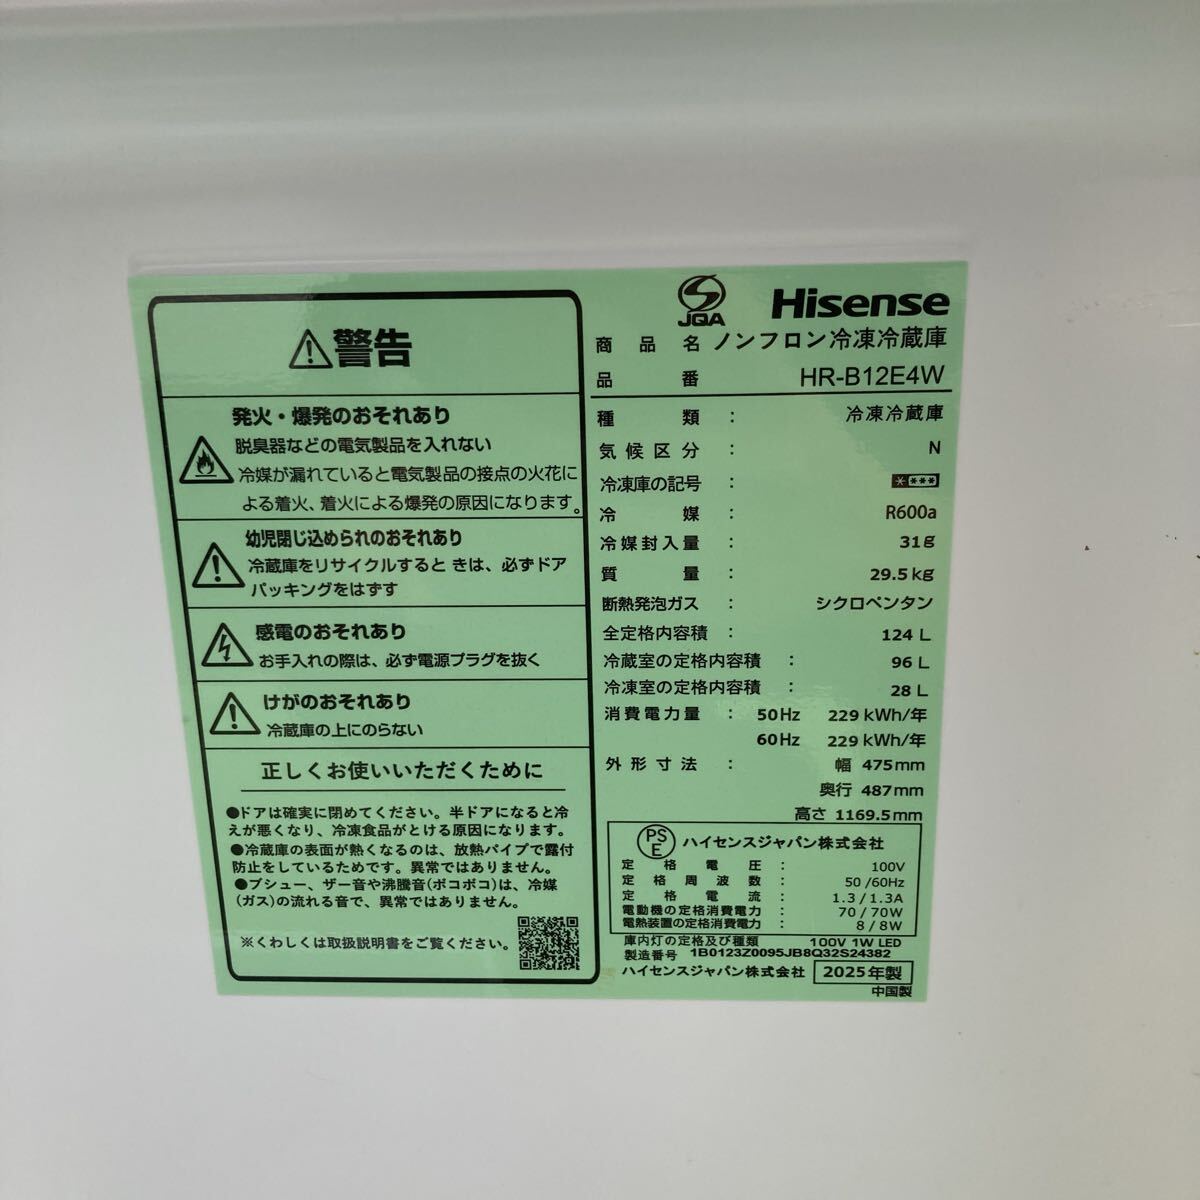 警告
発火・爆発のおそれあり
脱臭器などの電気製品を入れない
冷媒が漏れていると電気製品の接点の火花に
よる着火、着火による爆発の原因になります。
幼児閉じ込められのおそれあり
冷蔵庫をリサイクルすると きは、必ずドア
パッキングをはずす
感電のおそれあり
お手入れの際は、必ず電源プラグを抜く
けがのおそれあり
冷蔵庫の上にのらない
正しくお使いいただくために
●ドアは確実に閉めてください。半ドアになると冷
えが悪くなり、冷凍食品がとける原因になります。
●冷蔵庫の表面が熱くなるのは、放熱パイプで露付
防止をしているためです。異常ではありません。
●プシュー、ザー音や沸騰音(ポコポコ)は、冷媒
(ガス)の流れる音で、異常ではありません。
※くわしくは取扱説明書をご覧ください。
JQA Hisense
商品名 ノンフロン冷凍冷蔵庫
品番 HR-B12E4W
種類 : 冷凍冷蔵庫
気候区分 : N
冷凍庫の記号 : ****
冷媒 : R600a
冷媒封入量 : 31g
質量 : 29.5kg
断熱発泡ガス : シクロペンタン
全定格内容積 : 124 L
冷蔵室の定格内容積 : 96 L
冷凍室の定格内容積 : 28 L
消費電力量 : 50Hz 229 kWh/年
60Hz 229 kWh/年
外形寸法 : 幅 475mm
奥行 487mm
高さ 1169.5mm
PSE ハイセンスジャパン株式会社
定格電圧 : 100V
定格周波数 : 50/60Hz
定格電流 : 1.3/1.3A
電動機の定格消費電力 : 70/70W
電熱装置の定格消費電力 : 8/8W
庫内灯の定格及び種類 100V 1W LED
製造番号 1B0123Z0095JB8Q32S24382
ハイセンスジャパン株式会社 2025年製
中国製